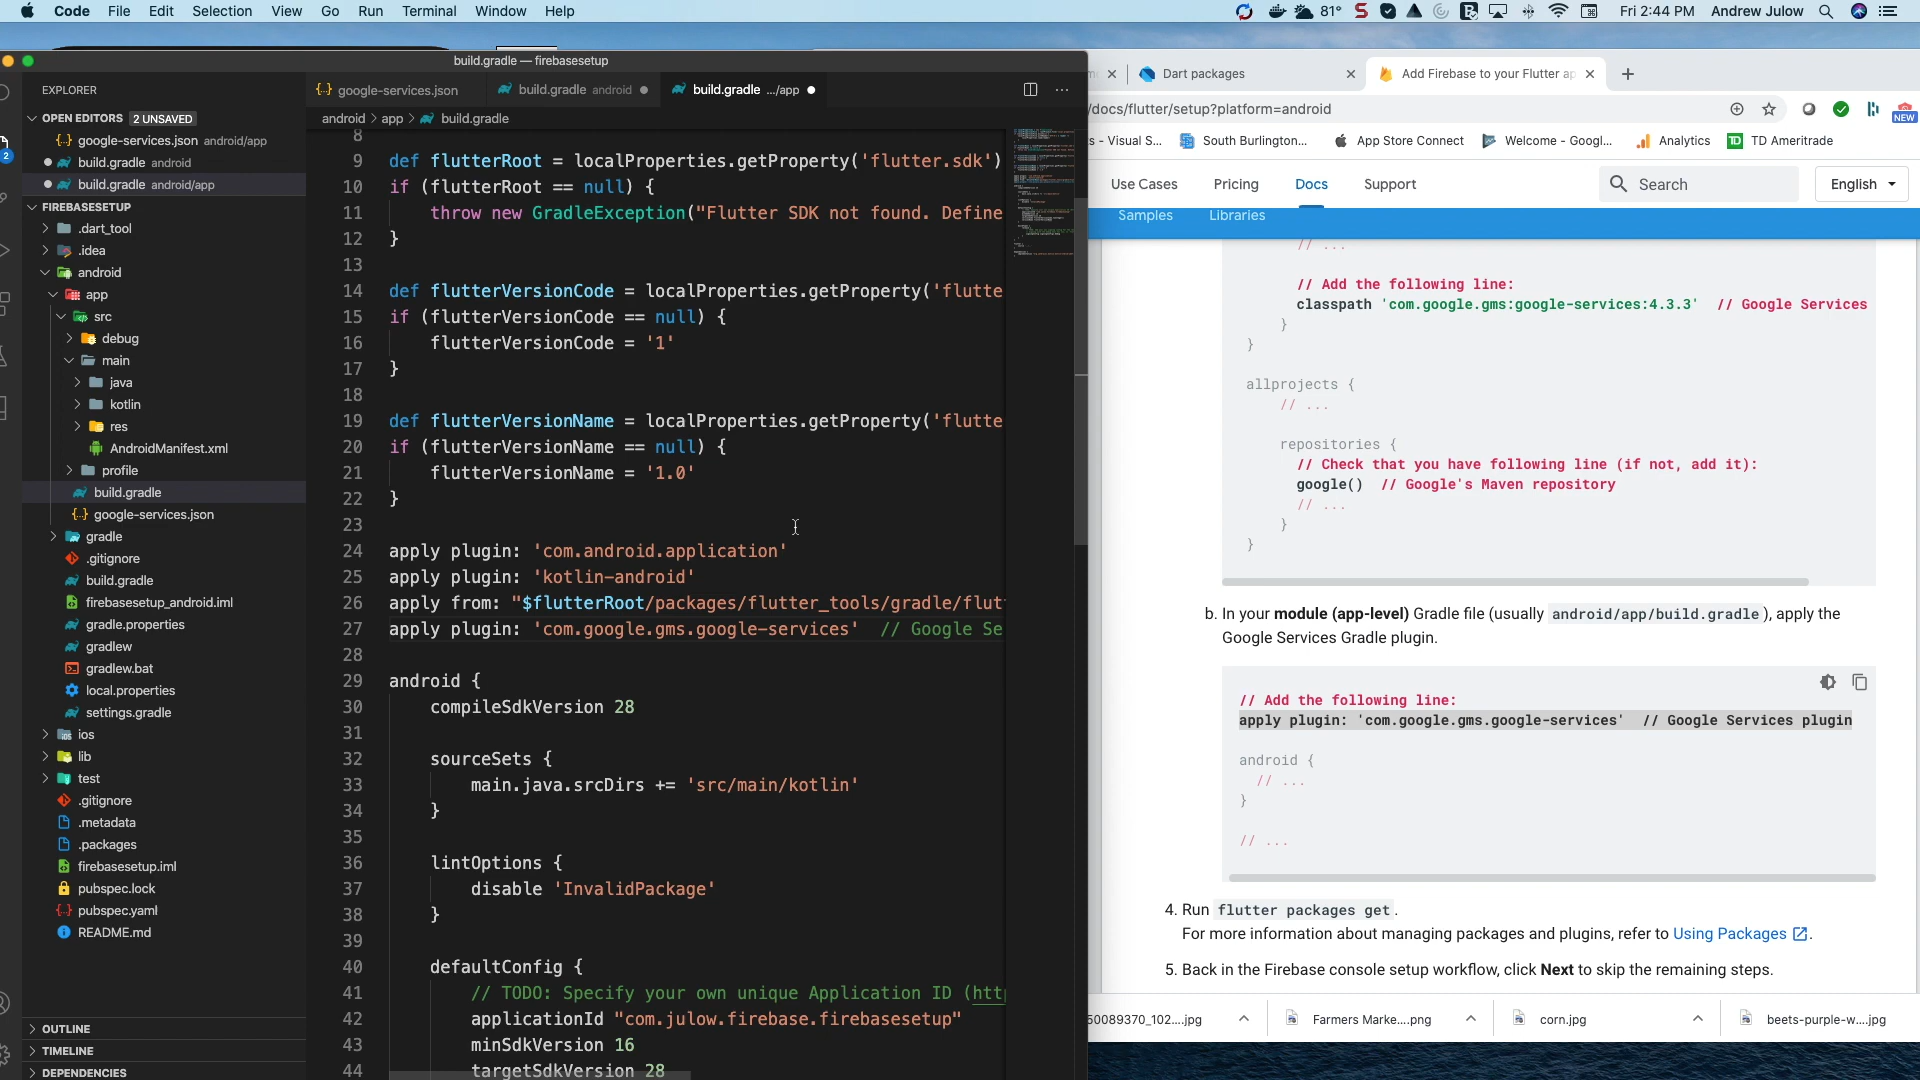 Code File Edit Selection View Go Run Terminal Window Help
81° Fri 2:44 PM Andrew Julow
build.gradle — firebasesetup
EXPLORER
OPEN EDITORS 2 UNSAVED
google-services.json android/app
build.gradle android
build.gradle android/app
FIREBASESETUP
.dart_tool
.idea
android
app
src
debug
main
java
kotlin
res
AndroidManifest.xml
profile
build.gradle
google-services.json
gradle
.gitignore
build.gradle
firebasesetup_android.iml
gradle.properties
gradlew
gradlew.bat
local.properties
settings.gradle
ios
lib
test
.gitignore
.metadata
.packages
firebasesetup.iml
pubspec.lock
pubspec.yaml
README.md
OUTLINE
TIMELINE
DEPENDENCIES
2
google-services.json build.gradle android build.gradle .../app
android > app > build.gradle
8
9 def flutterRoot = localProperties.getProperty('flutter.sdk')
10 if (flutterRoot == null) {
11 throw new GradleException("Flutter SDK not found. Define
12 }
13
14 def flutterVersionCode = localProperties.getProperty('flutte
15 if (flutterVersionCode == null) {
16 flutterVersionCode = '1'
17 }
18
19 def flutterVersionName = localProperties.getProperty('flutte
20 if (flutterVersionName == null) {
21 flutterVersionName = '1.0'
22 }
23
24 apply plugin: 'com.android.application'
25 apply plugin: 'kotlin-android'
26 apply from: "$flutterRoot/packages/flutter_tools/gradle/flut
27 apply plugin: 'com.google.gms.google-services' // Google Se
28
29 android {
30 compileSdkVersion 28
31
32 sourceSets {
33 main.java.srcDirs += 'src/main/kotlin'
34 }
35
36 lintOptions {
37 disable 'InvalidPackage'
38 }
39
40 defaultConfig {
41 // TODO: Specify your own unique Application ID (htt
42 applicationId "com.julow.firebase.firebasesetup"
43 minSdkVersion 16
44 targetSdkVersion 28
Dart packages Add Firebase to your Flutter ap
/docs/flutter/setup?platform=android NEW
s - Visual S... South Burlington... App Store Connect Welcome - Googl... Analytics TD Ameritrade
Use Cases Pricing Docs Support Search English
Samples Libraries
// ...
// Add the following line:
classpath 'com.google.gms:google-services:4.3.3' // Google Services
}
}
allprojects {
// ...
repositories {
// Check that you have following line (if not, add it):
google() // Google's Maven repository
// ...
}
}
b. In your module (app-level) Gradle file (usually android/app/build.gradle), apply the
Google Services Gradle plugin.
// Add the following line:
apply plugin: 'com.google.gms.google-services' // Google Services plugin
android {
// ...
}
// ...
4. Run flutter packages get.
For more information about managing packages and plugins, refer to Using Packages.
5. Back in the Firebase console setup workflow, click Next to skip the remaining steps.
50089370_102....jpg Farmers Marke....png corn.jpg beets-purple-w....jpg